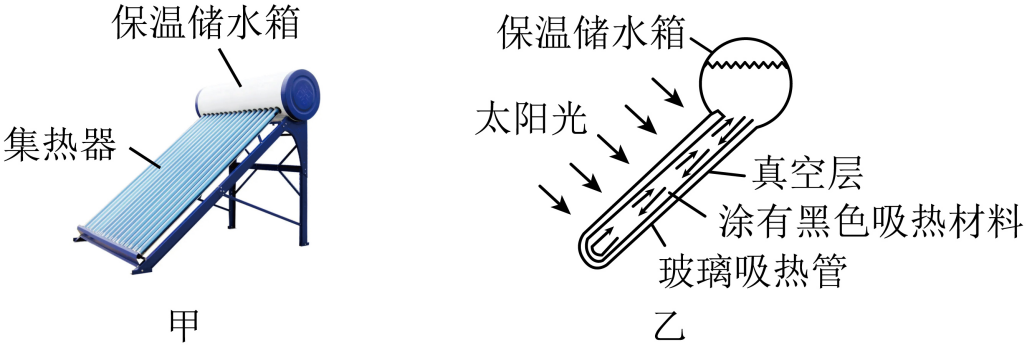 保温储水箱
集热器
甲
保温储水箱
太阳光
真空层
涂有黑色吸热材料
玻璃吸热管
乙